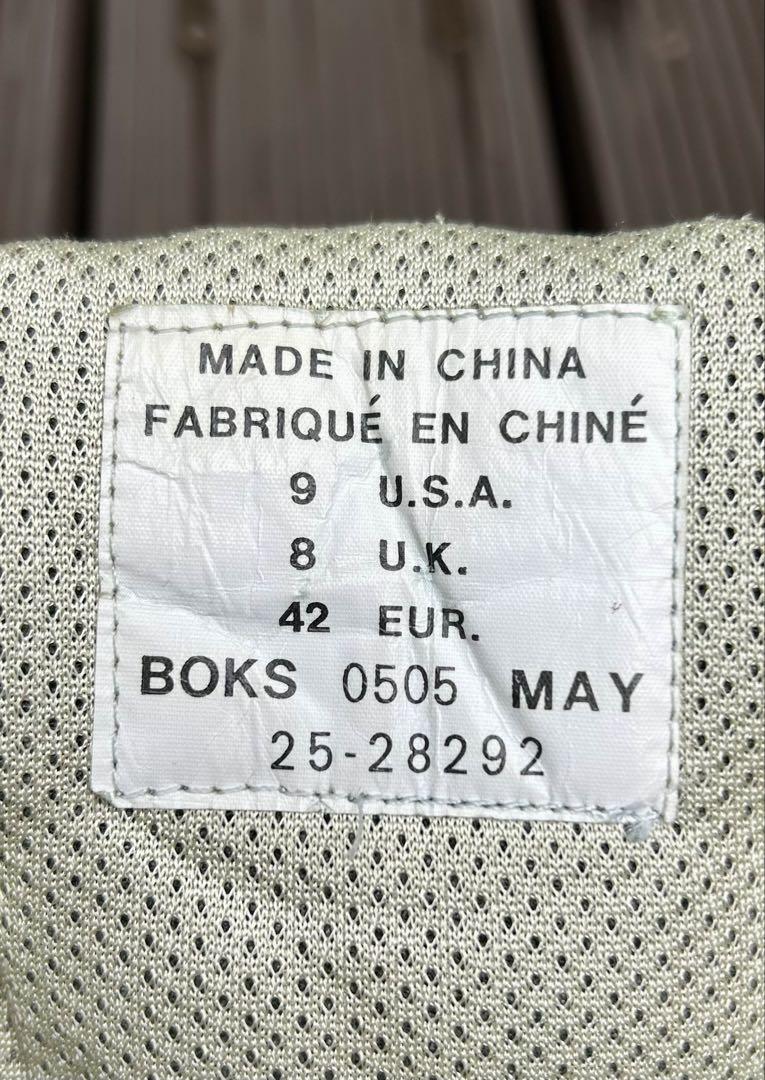 MADE IN CHINA
FABRIQUÉ EN CHINÉ
9 U.S.A.
8 U.K.
42 EUR.
BOKS 0505 MAY
25-28292